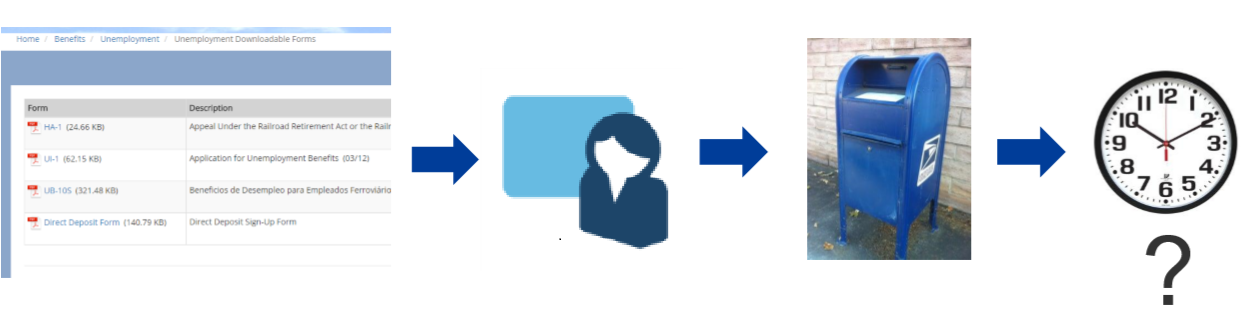 Home / Benefits / Unemployment / Unemployment Downloadable Forms
Form Description
HA-1 (24.66 KB) Appeal Under the Railroad Retirement Act or the Railr
UI-1 (62.15 KB) Application for Unemployment Benefits (03/12)
UB-10S (321.48 KB) Beneficios de Desempleo para Empleados Ferroviário
Direct Deposit Form (140.79 KB) Direct Deposit Sign-Up Form
12
11 1
10 2
9 3
8 4
7 5
6
?